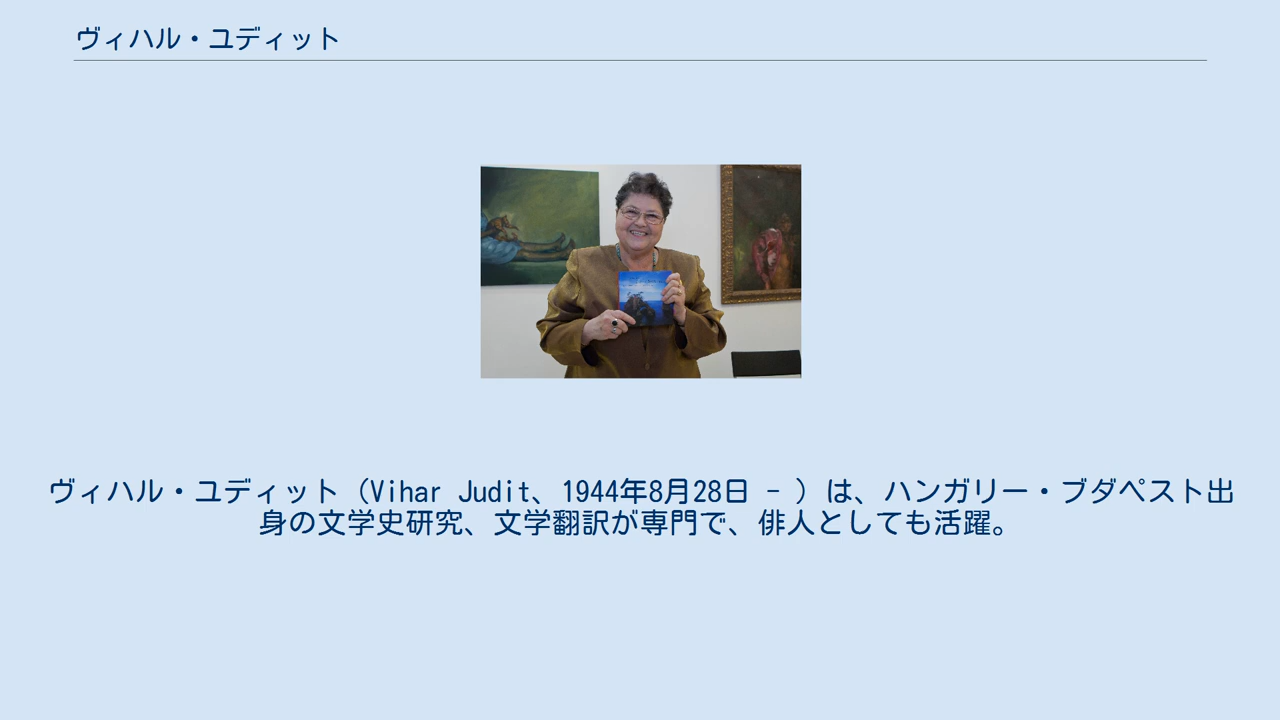 ヴィハル・ユディット
ヴィハル・ユディット（Vihar Judit、1944年8月28日 - ）は、ハンガリー・ブダペスト出
身の文学史研究、文学翻訳が専門で、俳人としても活躍。